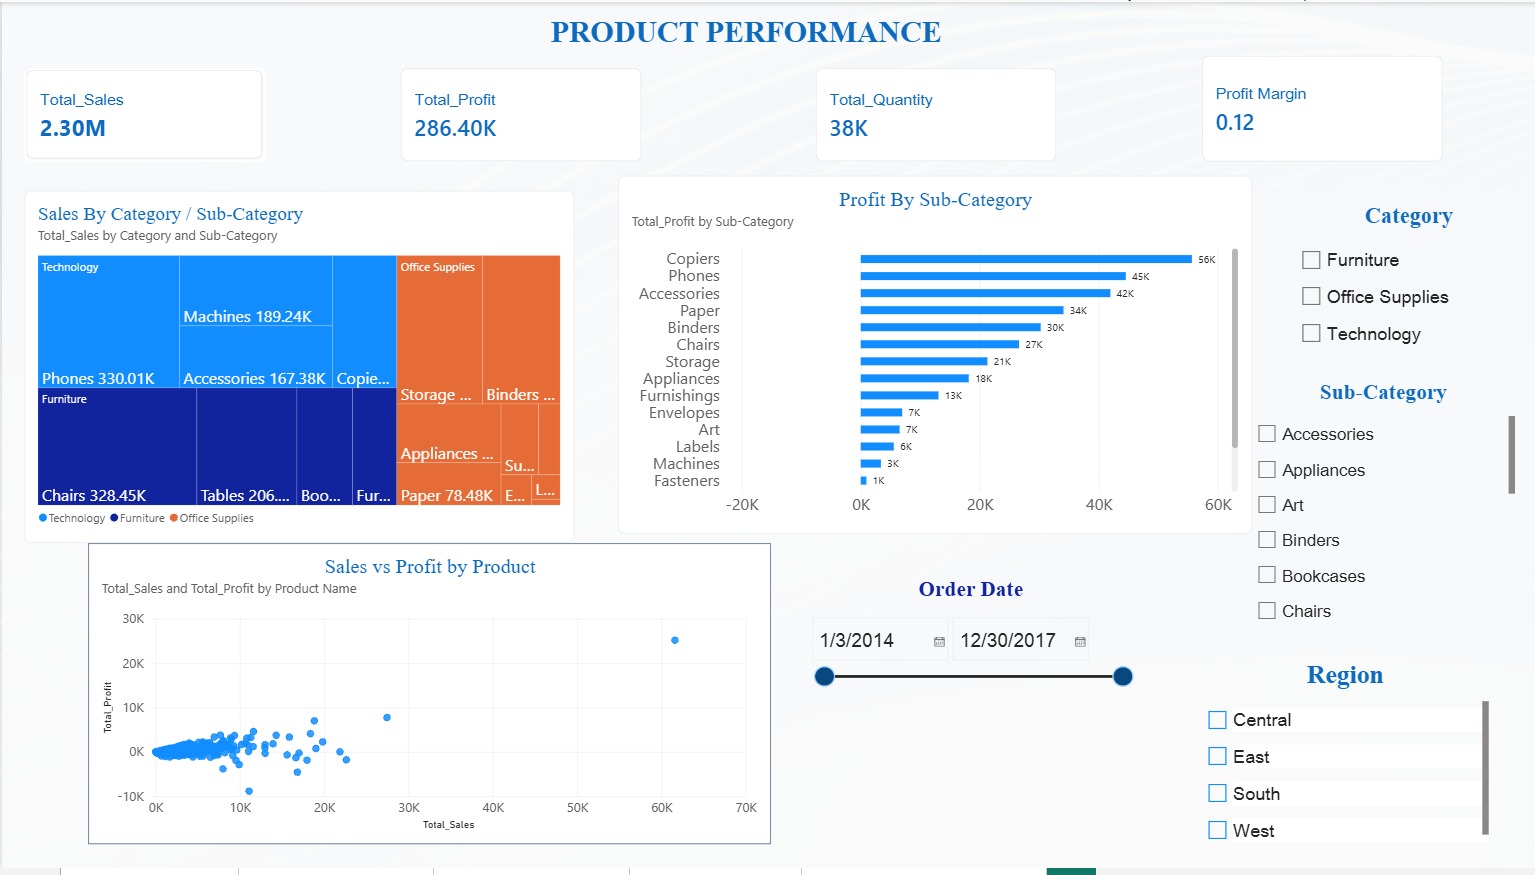 PRODUCT PERFORMANCE
Total_Sales
2.30M
Total_Profit
286.40K
Total_Quantity
38K
Profit Margin
0.12
Sales By Category / Sub-Category
Total_Sales by Category and Sub-Category
Technology
Phones 330.01K
Machines 189.24K
Accessories 167.38K
Copie...
Furniture
Chairs 328.45K
Tables 206....
Boo...
Fur...
Office Supplies
Storage ...
Binders ...
Appliances ...
Paper 78.48K
Su...
E...
L...
Technology Furniture Office Supplies
Profit By Sub-Category
Total_Profit by Sub-Category
Copiers 56K
Phones 45K
Accessories 42K
Paper 34K
Binders 30K
Chairs 27K
Storage 21K
Appliances 18K
Furnishings 13K
Envelopes 7K
Art 7K
Labels 6K
Machines 3K
Fasteners 1K
-20K 0K 20K 40K 60K
Category
Furniture
Office Supplies
Technology
Sub-Category
Accessories
Appliances
Art
Binders
Bookcases
Chairs
Sales vs Profit by Product
Total_Sales and Total_Profit by Product Name
Total_Profit
30K
20K
10K
0K
-10K
0K 10K 20K 30K 40K 50K 60K 70K
Total_Sales
Order Date
1/3/2014 12/30/2017
Region
Central
East
South
West